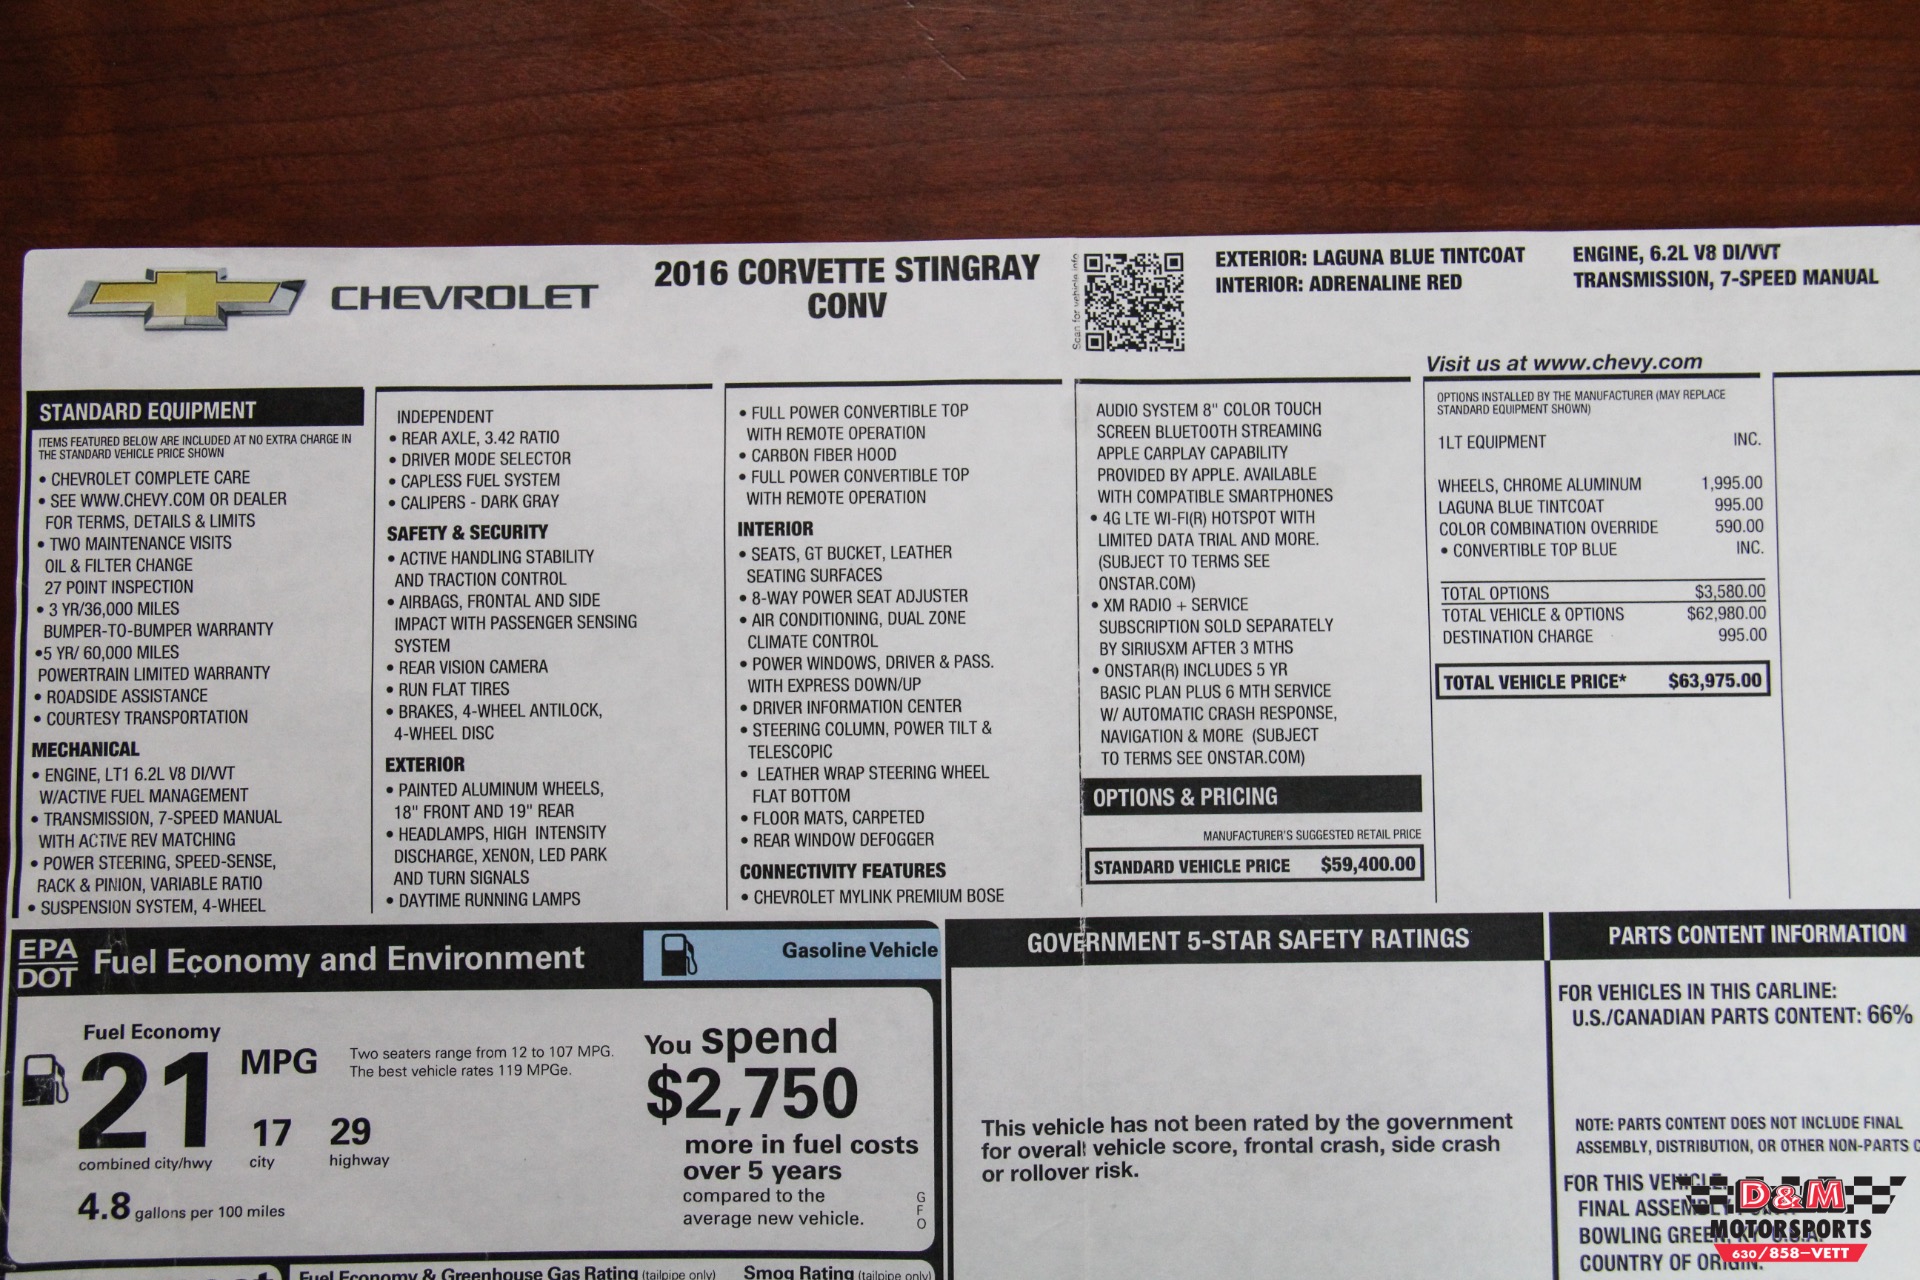 CHEVROLET
2016 CORVETTE STINGRAY
CONV
Scan for vehicle info
EXTERIOR: LAGUNA BLUE TINTCOAT
INTERIOR: ADRENALINE RED
ENGINE, 6.2L V8 DI/VVT
TRANSMISSION, 7-SPEED MANUAL
Visit us at www.chevy.com
STANDARD EQUIPMENT
ITEMS FEATURED BELOW ARE INCLUDED AT NO EXTRA CHARGE IN
THE STANDARD VEHICLE PRICE SHOWN
• CHEVROLET COMPLETE CARE
• SEE WWW.CHEVY.COM OR DEALER
FOR TERMS, DETAILS & LIMITS
• TWO MAINTENANCE VISITS
OIL & FILTER CHANGE
27 POINT INSPECTION
• 3 YR/36,000 MILES
BUMPER-TO-BUMPER WARRANTY
•5 YR/ 60,000 MILES
POWERTRAIN LIMITED WARRANTY
• ROADSIDE ASSISTANCE
• COURTESY TRANSPORTATION
MECHANICAL
• ENGINE, LT1 6.2L V8 DI/VVT
W/ACTIVE FUEL MANAGEMENT
• TRANSMISSION, 7-SPEED MANUAL
WITH ACTIVE REV MATCHING
• POWER STEERING, SPEED-SENSE,
RACK & PINION, VARIABLE RATIO
• SUSPENSION SYSTEM, 4-WHEEL
INDEPENDENT
• REAR AXLE, 3.42 RATIO
• DRIVER MODE SELECTOR
• CAPLESS FUEL SYSTEM
• CALIPERS - DARK GRAY
SAFETY & SECURITY
• ACTIVE HANDLING STABILITY
AND TRACTION CONTROL
• AIRBAGS, FRONTAL AND SIDE
IMPACT WITH PASSENGER SENSING
SYSTEM
• REAR VISION CAMERA
• RUN FLAT TIRES
• BRAKES, 4-WHEEL ANTILOCK,
4-WHEEL DISC
EXTERIOR
• PAINTED ALUMINUM WHEELS,
18" FRONT AND 19" REAR
• HEADLAMPS, HIGH INTENSITY
DISCHARGE, XENON, LED PARK
AND TURN SIGNALS
• DAYTIME RUNNING LAMPS
• FULL POWER CONVERTIBLE TOP
WITH REMOTE OPERATION
• CARBON FIBER HOOD
• FULL POWER CONVERTIBLE TOP
WITH REMOTE OPERATION
INTERIOR
• SEATS, GT BUCKET, LEATHER
SEATING SURFACES
• 8-WAY POWER SEAT ADJUSTER
• AIR CONDITIONING, DUAL ZONE
CLIMATE CONTROL
• POWER WINDOWS, DRIVER & PASS.
WITH EXPRESS DOWN/UP
• DRIVER INFORMATION CENTER
• STEERING COLUMN, POWER TILT &
TELESCOPIC
• LEATHER WRAP STEERING WHEEL
FLAT BOTTOM
• FLOOR MATS, CARPETED
• REAR WINDOW DEFOGGER
CONNECTIVITY FEATURES
• CHEVROLET MYLINK PREMIUM BOSE
AUDIO SYSTEM 8" COLOR TOUCH
SCREEN BLUETOOTH STREAMING
APPLE CARPLAY CAPABILITY
PROVIDED BY APPLE. AVAILABLE
WITH COMPATIBLE SMARTPHONES
• 4G LTE WI-FI(R) HOTSPOT WITH
LIMITED DATA TRIAL AND MORE.
(SUBJECT TO TERMS SEE
ONSTAR.COM)
• XM RADIO + SERVICE
SUBSCRIPTION SOLD SEPARATELY
BY SIRIUSXM AFTER 3 MTHS
• ONSTAR(R) INCLUDES 5 YR
BASIC PLAN PLUS 6 MTH SERVICE
W/ AUTOMATIC CRASH RESPONSE,
NAVIGATION & MORE (SUBJECT
TO TERMS SEE ONSTAR.COM)
OPTIONS & PRICING
MANUFACTURER'S SUGGESTED RETAIL PRICE
STANDARD VEHICLE PRICE $59,400.00
OPTIONS INSTALLED BY THE MANUFACTURER (MAY REPLACE
STANDARD EQUIPMENT SHOWN)
1LT EQUIPMENT INC.
WHEELS, CHROME ALUMINUM 1,995.00
LAGUNA BLUE TINTCOAT 995.00
COLOR COMBINATION OVERRIDE 590.00
• CONVERTIBLE TOP BLUE INC.
TOTAL OPTIONS $3,580.00
TOTAL VEHICLE & OPTIONS $62,980.00
DESTINATION CHARGE 995.00
TOTAL VEHICLE PRICE* $63,975.00
EPA
DOT
Fuel Economy and Environment
Gasoline Vehicle
Fuel Economy
21 MPG
Two seaters range from 12 to 107 MPG.
The best vehicle rates 119 MPGe.
17 29
combined city/hwy city highway
4.8 gallons per 100 miles
You spend
$2,750
more in fuel costs
over 5 years
compared to the
average new vehicle.
GFO
Fuel Economy & Greenhouse Gas Rating (tailpipe only)
Smog Rating (tailpipe only)
GOVERNMENT 5-STAR SAFETY RATINGS
This vehicle has not been rated by the government
for overall vehicle score, frontal crash, side crash
or rollover risk.
PARTS CONTENT INFORMATION
FOR VEHICLES IN THIS CARLINE:
U.S./CANADIAN PARTS CONTENT: 66%
NOTE: PARTS CONTENT DOES NOT INCLUDE FINAL
ASSEMBLY, DISTRIBUTION, OR OTHER NON-PARTS
FOR THIS VEHICLE:
FINAL ASSEMBLY
BOWLING GREEN, KY U.S.A.
COUNTRY OF ORIGIN:
D&M
MOTORSPORTS
630/858-VETT